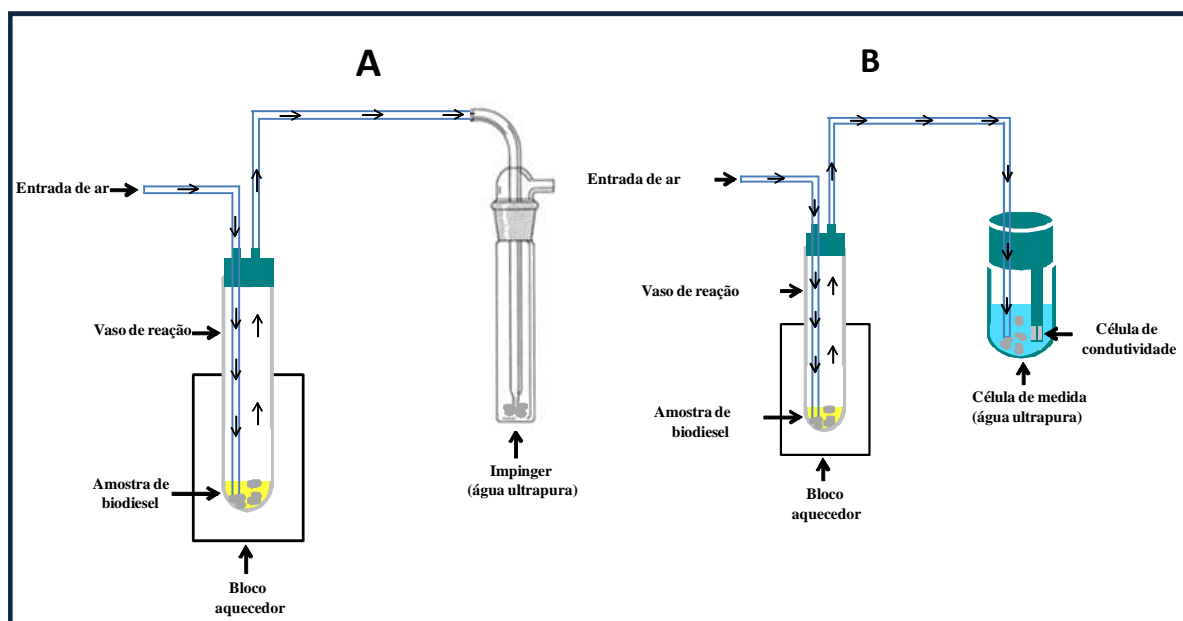 A
Entrada de ar
Vaso de reação
Amostra de
biodiesel
Bloco
aquecedor
Impinger
(água ultrapura)
B
Entrada de ar
Vaso de reação
Amostra de
biodiesel
Bloco
aquecedor
Célula de
condutividade
Célula de medida
(água ultrapura)